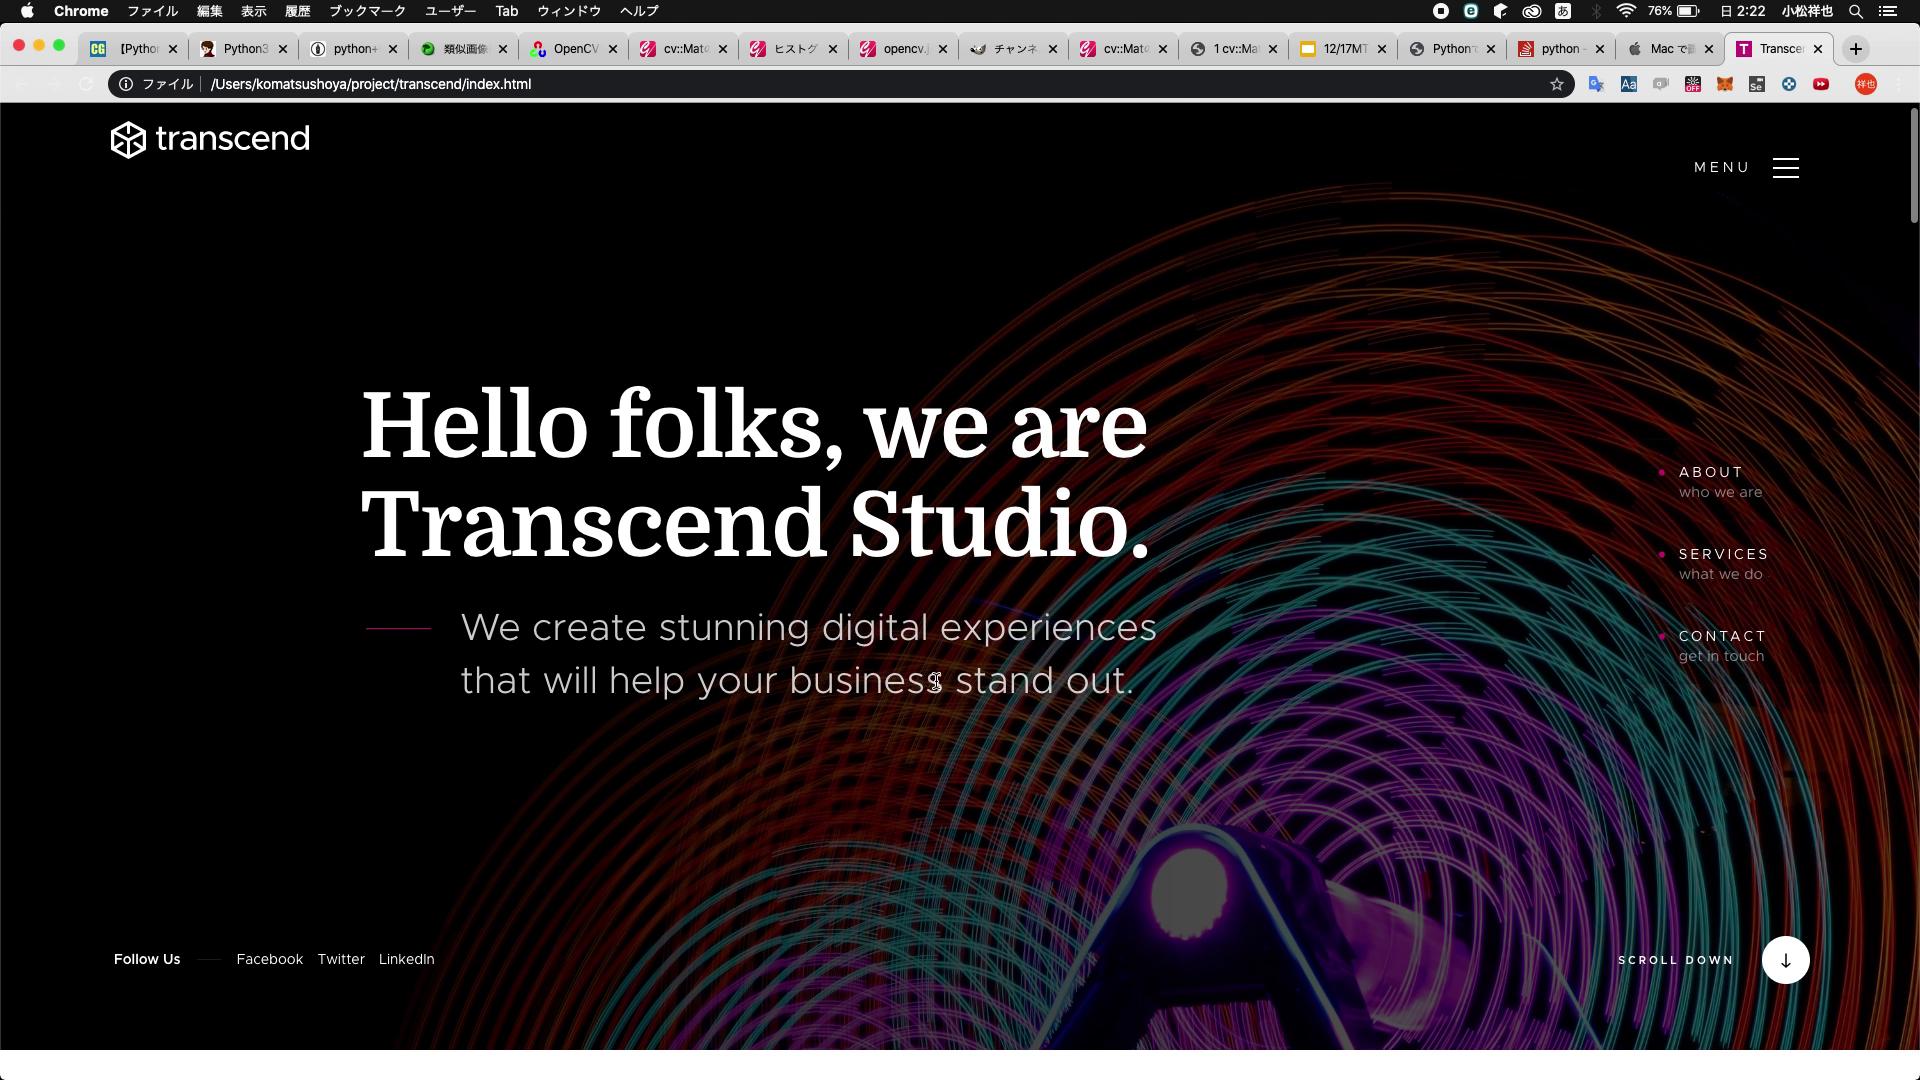 Chrome ファイル 編集 表示 履歴 ブックマーク ユーザー Tab ウィンドウ ヘルプ 76% 日 2:22 小松祥也
【Pytho Python3 python+ 類似画像 OpenCV cv::Mat ヒストグ opencv. チャンネ cv::Mat 1 cv::Ma 12/17MT Python python - Mac で Transce
ファイル /Users/komatsushoya/project/transcend/index.html 祥也
transcend
MENU
Hello folks, we are
Transcend Studio.
We create stunning digital experiences
that will help your business stand out.
ABOUT
who we are
SERVICES
what we do
CONTACT
get in touch
Follow Us Facebook Twitter LinkedIn
SCROLL DOWN